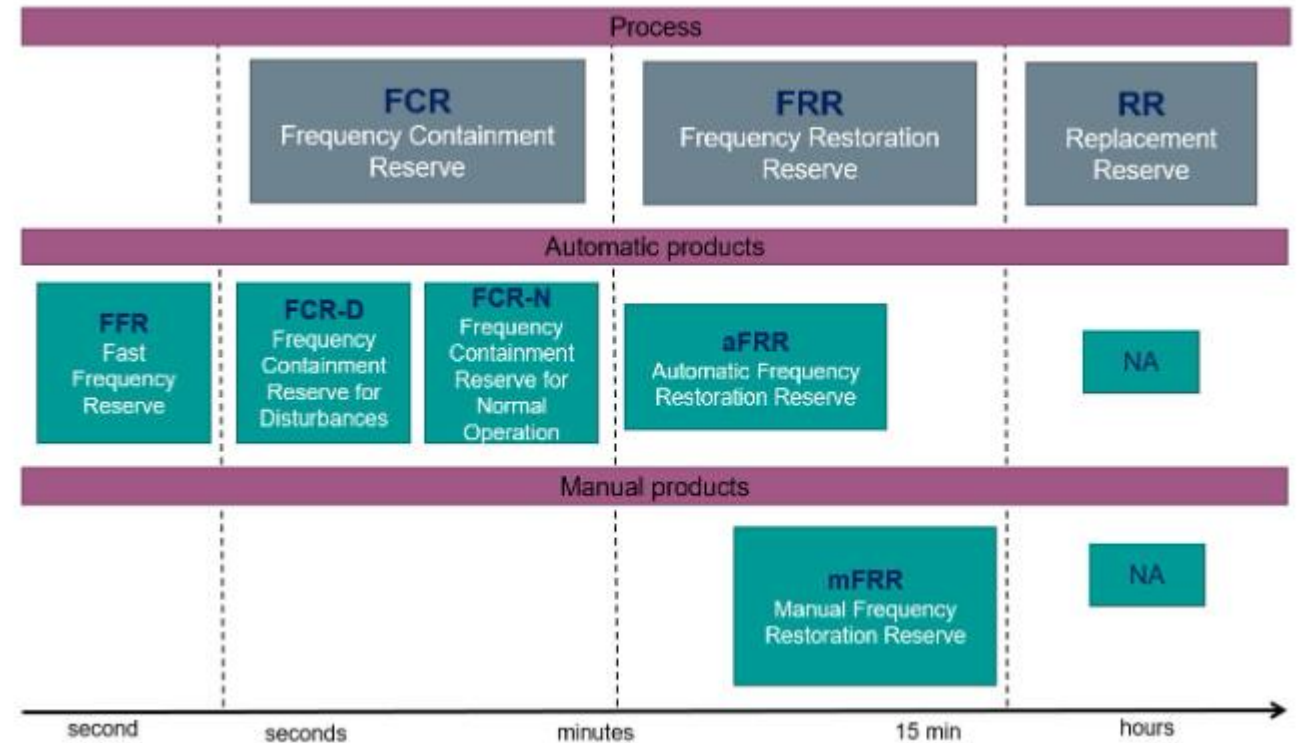 Process
FCR
Frequency Containment
Reserve
FRR
Frequency Restoration
Reserve
RR
Replacement
Reserve
Automatic products
FFR
Fast
Frequency
Reserve
FCR-D
Frequency
Containment
Reserve for
Disturbances
FCR-N
Frequency
Containment
Reserve for
Normal
Operation
aFRR
Automatic Frequency
Restoration Reserve
NA
Manual products
mFRR
Manual Frequency
Restoration Reserve
NA
second
seconds
minutes
15 min
hours